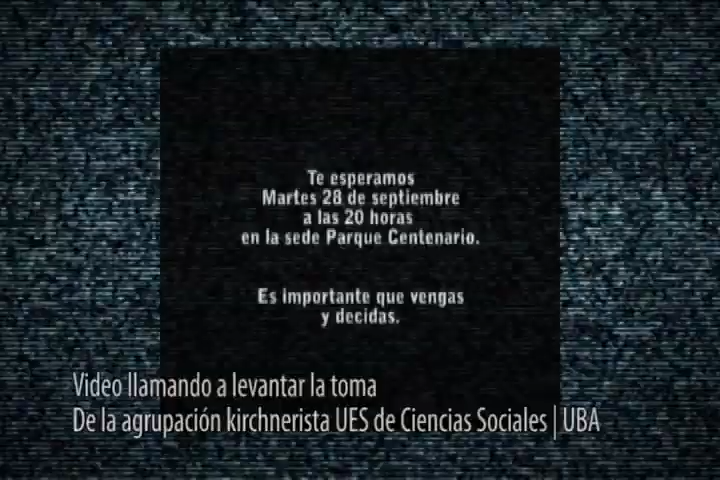 Te esperamos
Martes 28 de septiembre
a las 20 horas
en la sede Parque Centenario.
Es importante que vengas
y decidas.
Video llamando a levantar la toma
De la agrupación kirchnerista UES de Ciencias Sociales | UBA